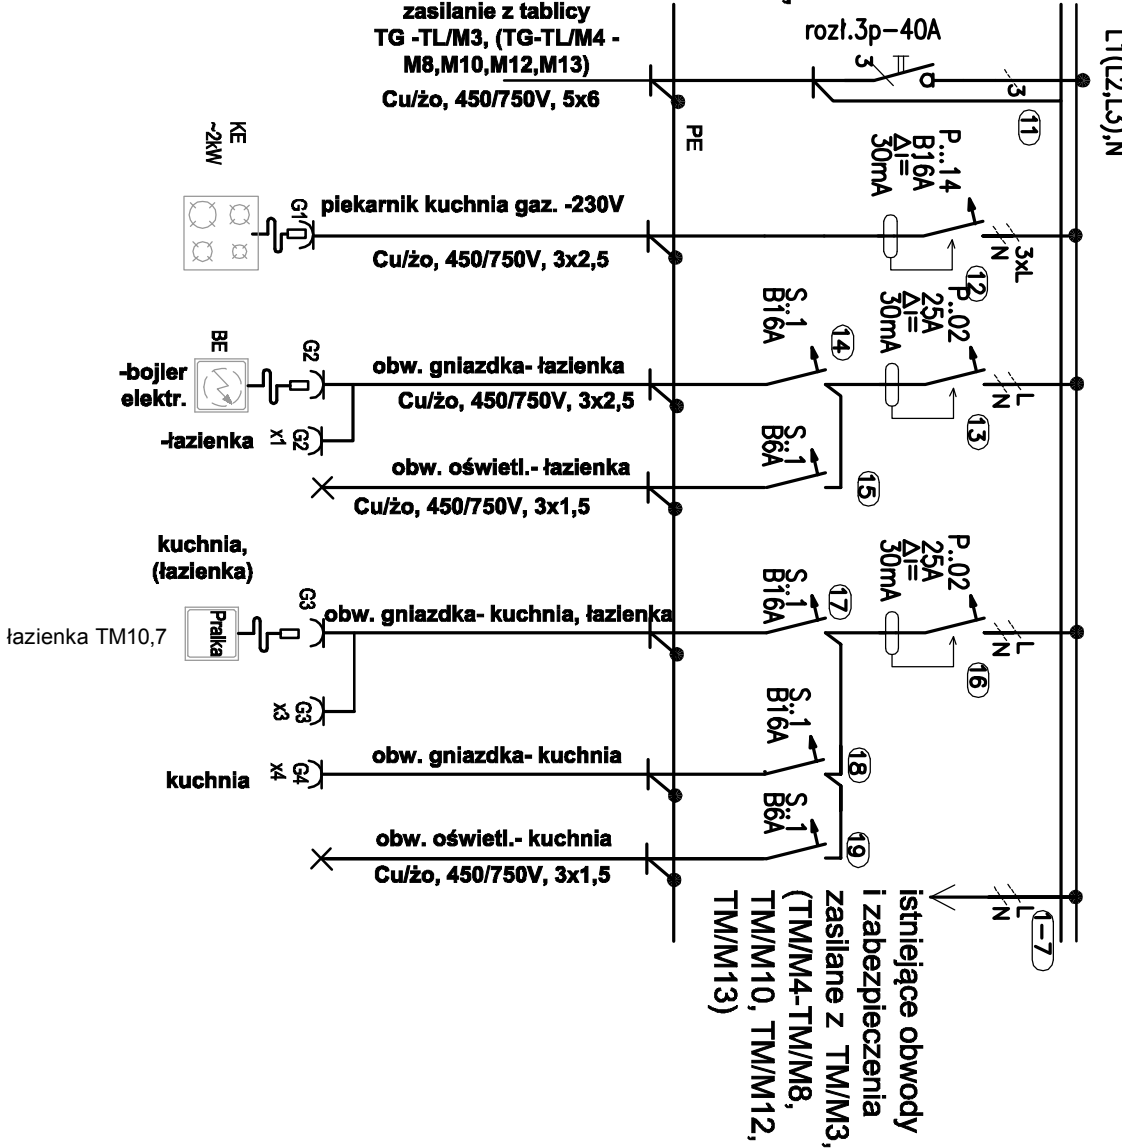 zasilanie z tablicy
TG -TL/M3, (TG-TL/M4 -
M8,M10,M12,M13)
Cu/żo, 450/750V, 5x6
rozł.3p-40A
3
3
11
L1(L2,L3),N
PE
KE
~2kW
G1
piekarnik kuchnia gaz. -230V
Cu/żo, 450/750V, 3x2,5
P...14
B16A
△I=
30mA
3xL
N
12
-bojler
elektr.
BE
G2
obw. gniazdka- łazienka
Cu/żo, 450/750V, 3x2,5
S...1
B16A
14
P...02
25A
△I=
30mA
L
N
13
-łazienka
x1
G2
obw. oświetl.- łazienka
Cu/żo, 450/750V, 3x1,5
S...1
B6A
15
kuchnia,
(łazienka)
łazienka TM10,7
Pralka
G3
obw. gniazdka- kuchnia, łazienka
S...1
B16A
17
P...02
25A
△I=
30mA
L
N
16
x3
G3
kuchnia
x4
G4
obw. gniazdka- kuchnia
S...1
B16A
18
obw. oświetl.- kuchnia
Cu/żo, 450/750V, 3x1,5
S...1
B6A
19
L
N
1-7
istniejące obwody
i zabezpieczenia
zasilane z TM/M3,
(TM/M4-TM/M8,
TM/M10, TM/M12,
TM/M13)